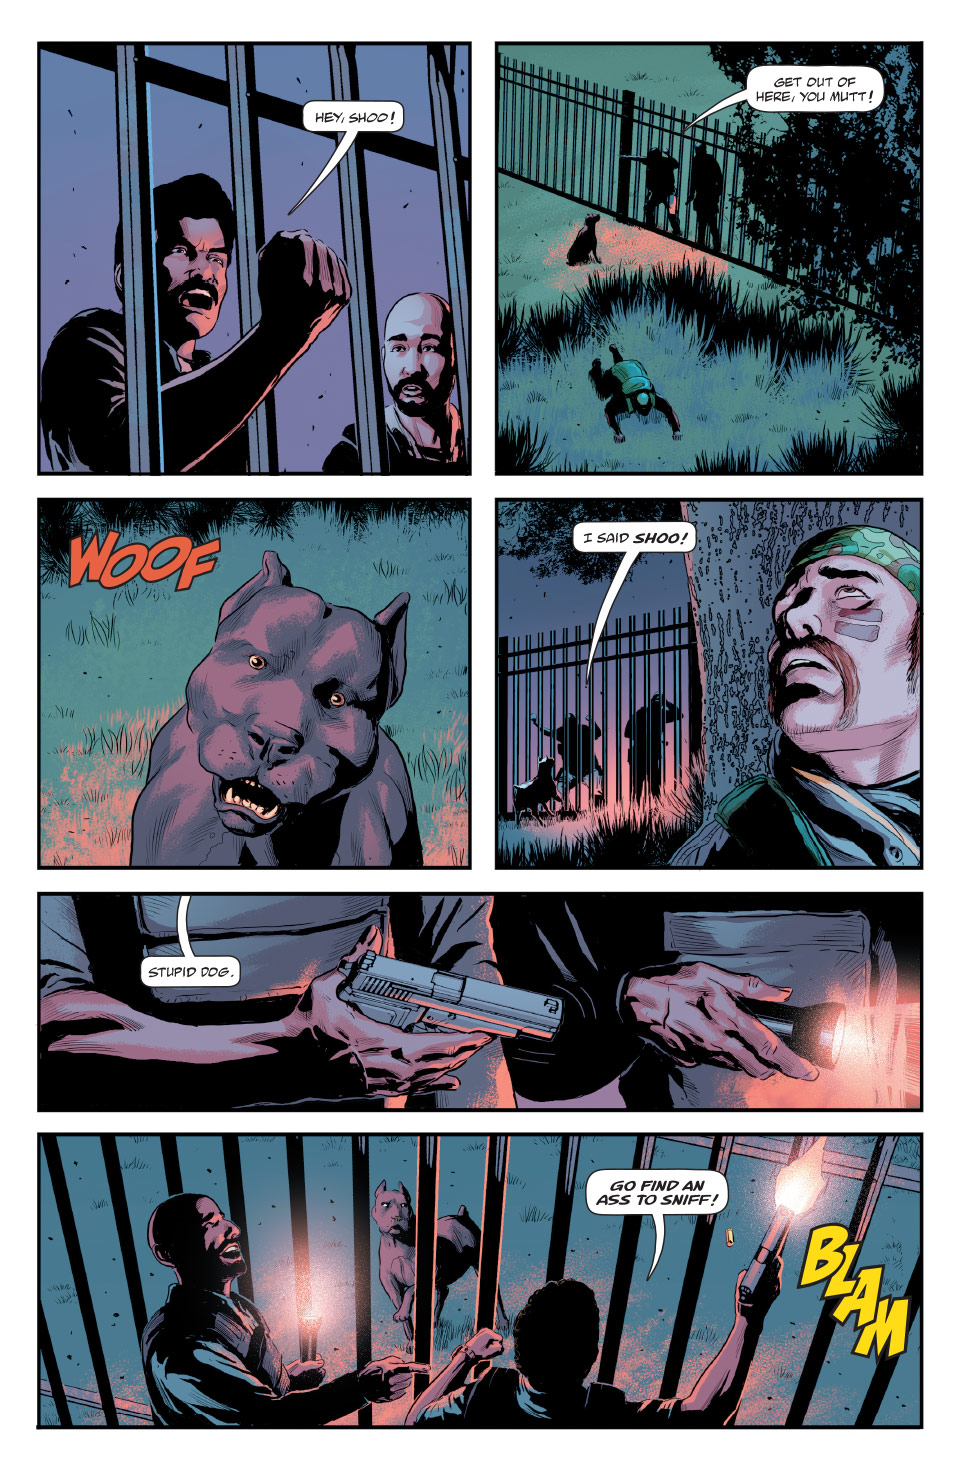 HEY, SHOO!
GET OUT OF
HERE, YOU MUTT!
WOOF
I SAID SHOO!
STUPID DOG.
GO FIND AN
ASS TO SNIFF!
BLAM